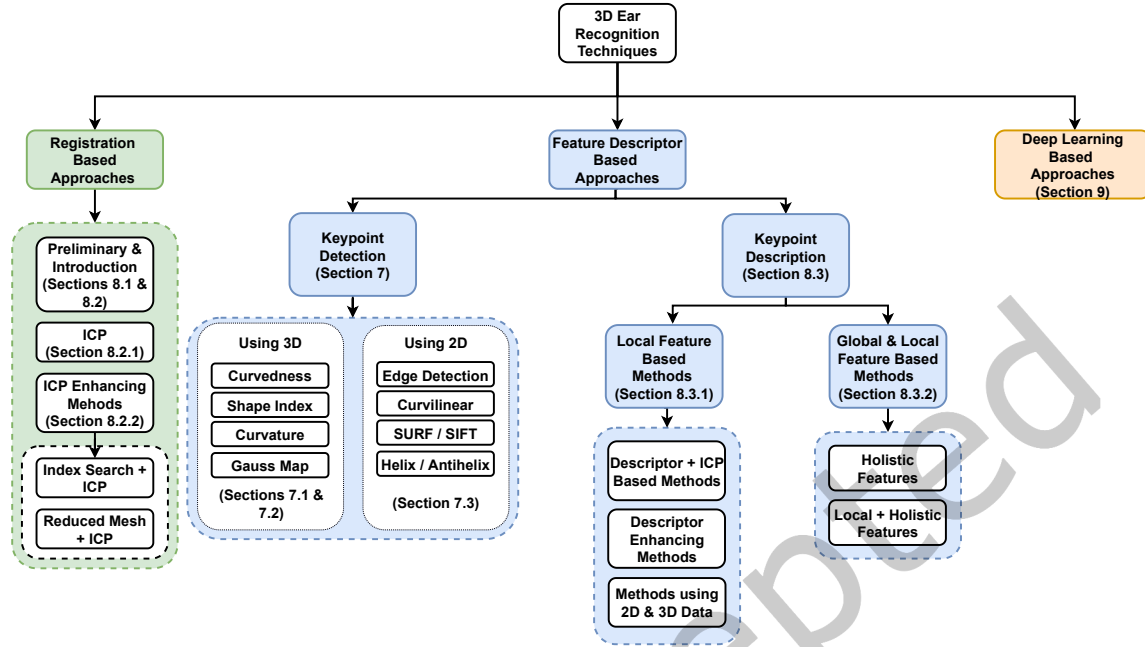 3D Ear
Recognition
Techniques
Registration
Based
Approaches
Feature Descriptor
Based
Approaches
Deep Learning
Based
Approaches
(Section 9)
Preliminary &
Introduction
(Sections 8.1 &
8.2)
ICP
(Section 8.2.1)
ICP Enhancing
Mehods
(Section 8.2.2)
Index Search +
ICP
Reduced Mesh
+ ICP
Keypoint
Detection
(Section 7)
Using 3D
Curvedness
Shape Index
Curvature
Gauss Map
(Sections 7.1 &
7.2)
Using 2D
Edge Detection
Curvilinear
SURF / SIFT
Helix / Antihelix
(Section 7.3)
Keypoint
Description
(Section 8.3)
Local Feature
Based
Methods
(Section 8.3.1)
Descriptor + ICP
Based Methods
Descriptor
Enhancing
Methods
Methods using
2D & 3D Data
Global & Local
Feature Based
Methods
(Section 8.3.2)
Holistic
Features
Local + Holistic
Features
pted